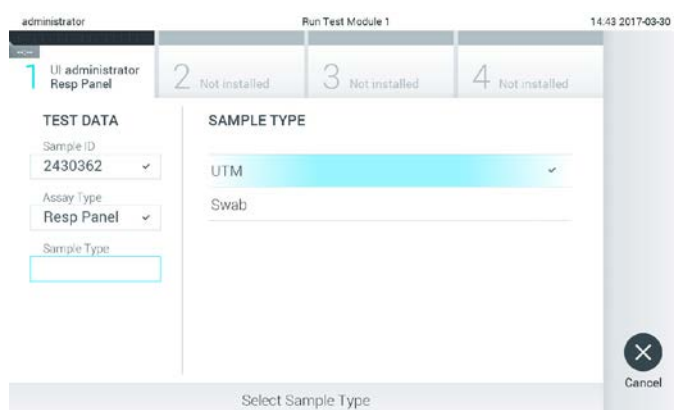 administrator Run Test Module 1 14:43 2017-03-30
1 UI administrator 2 Not installed 3 Not installed 4 Not installed
Resp Panel
TEST DATA
Sample ID
2430362
Assay Type
Resp Panel
Sample Type
SAMPLE TYPE
UTM
Swab
Cancel
Select Sample Type